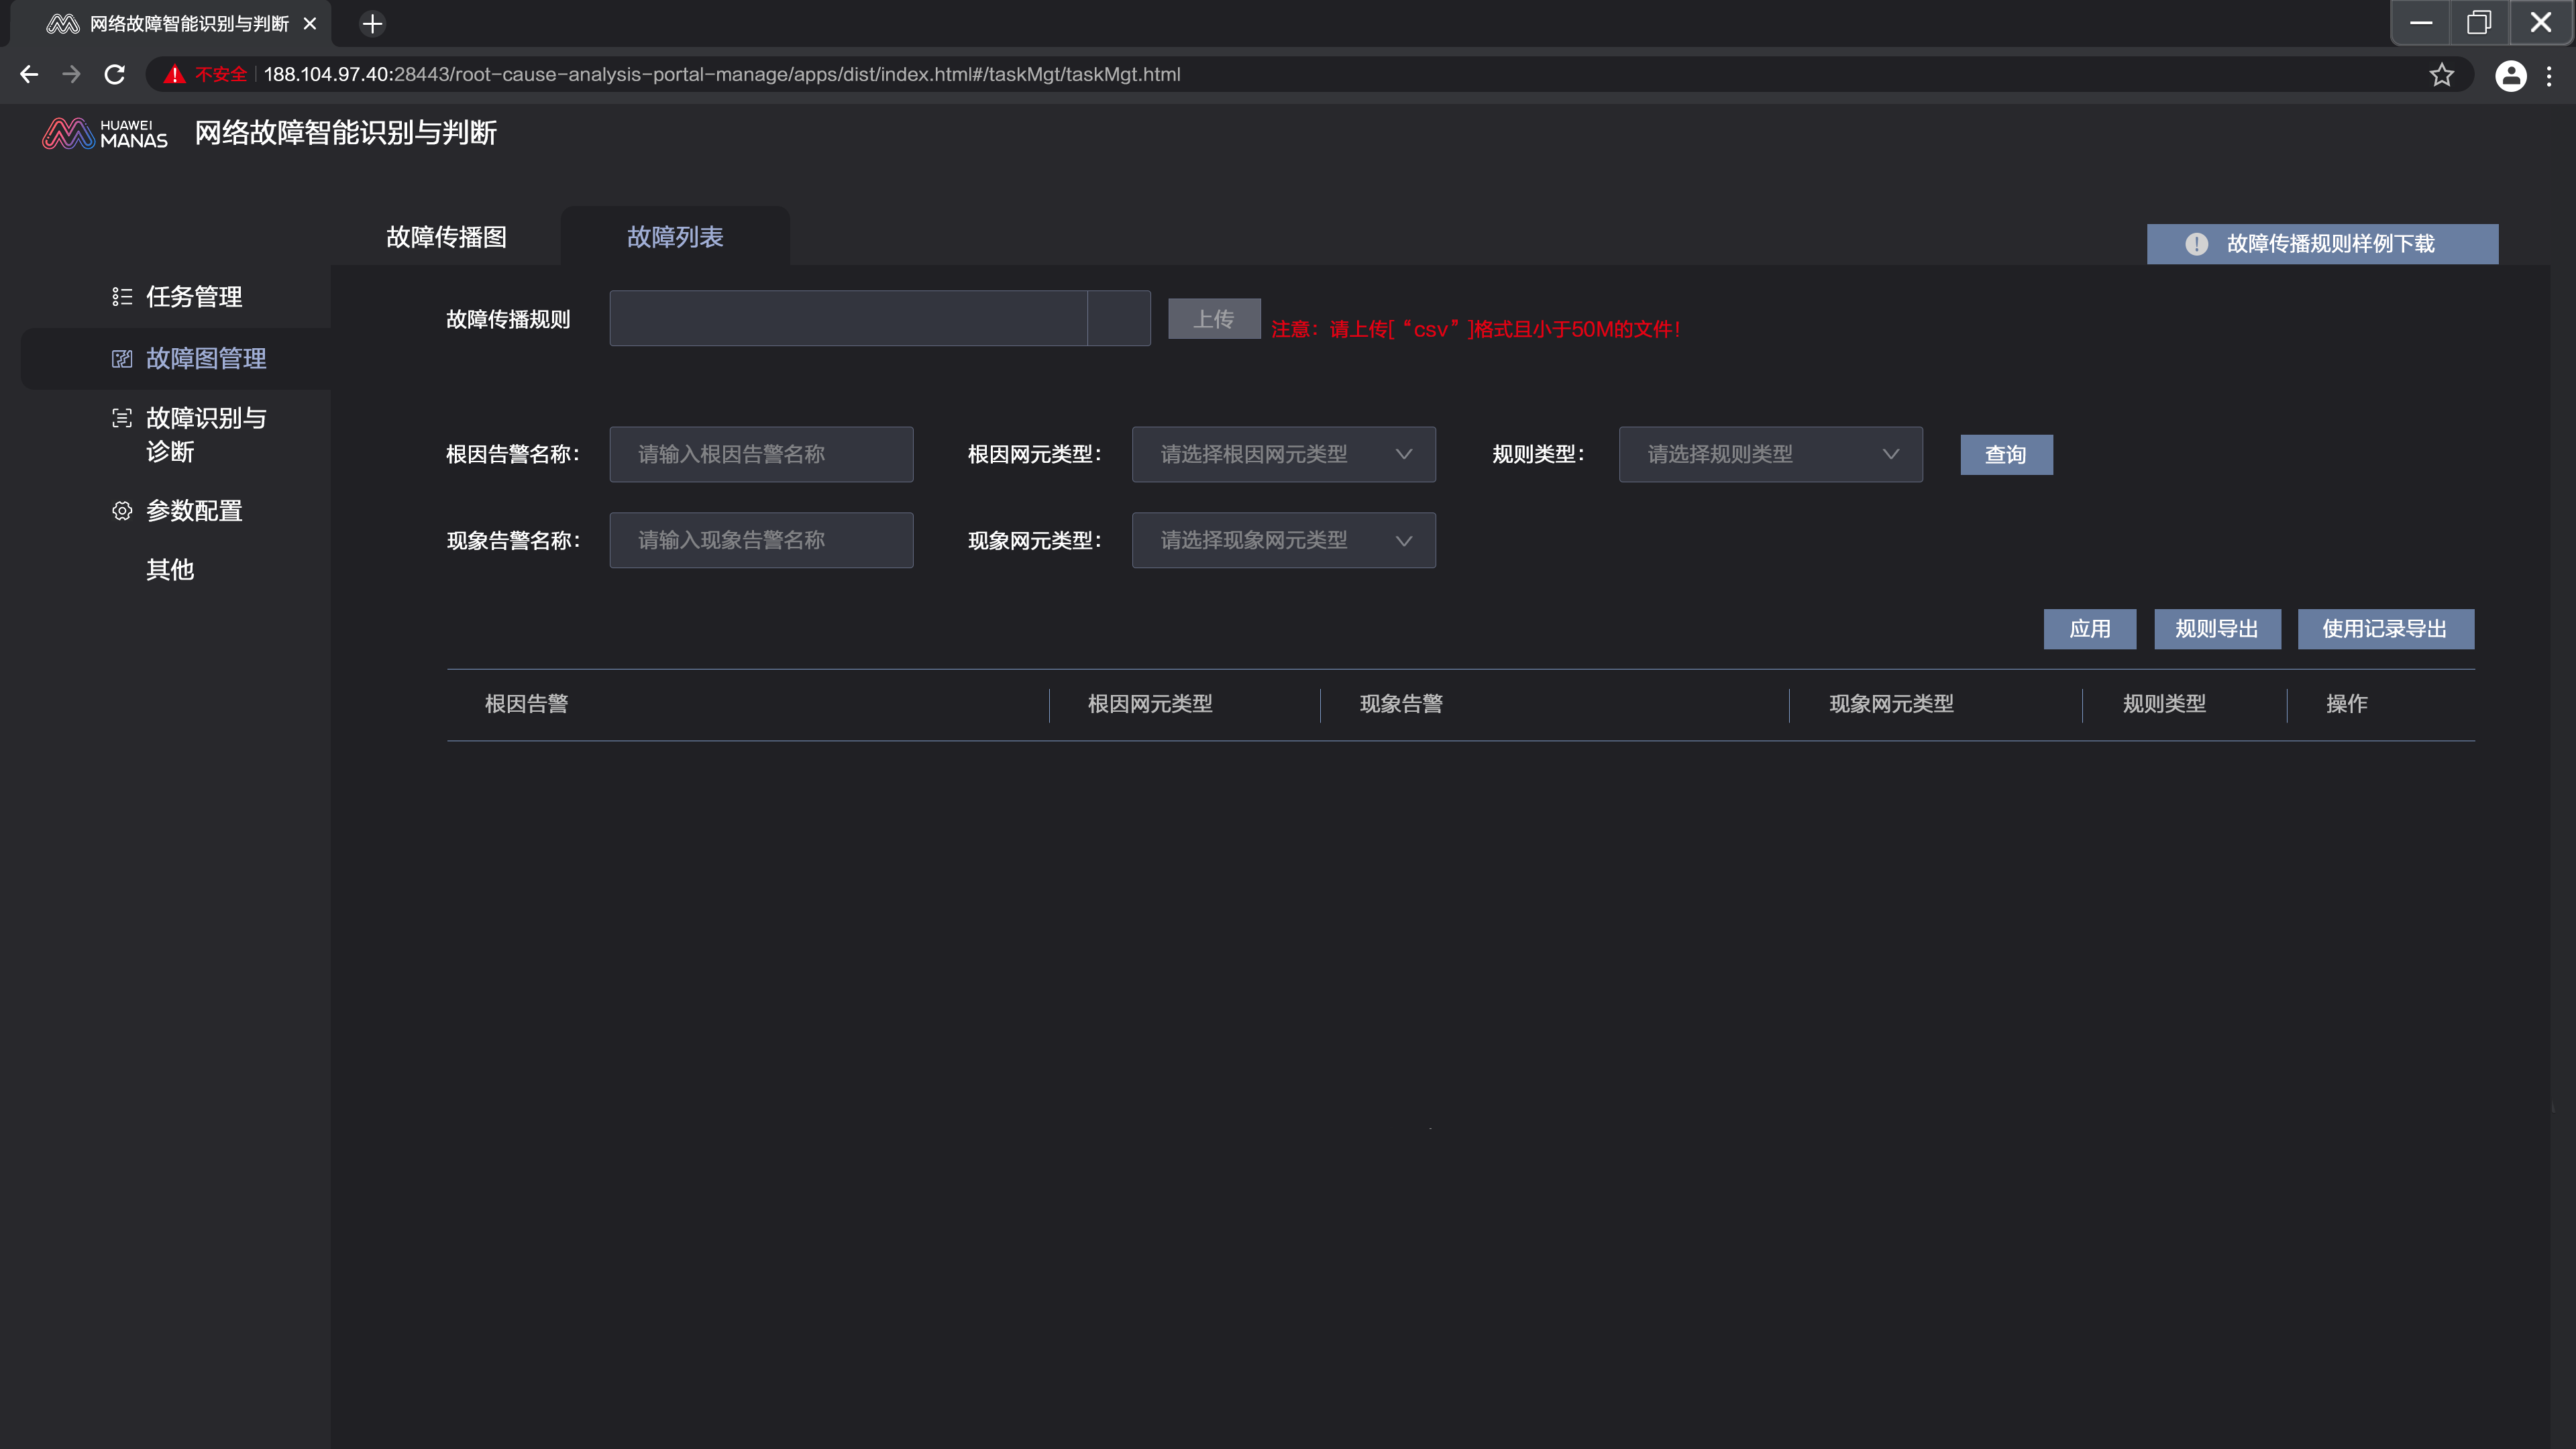 网络故障智能识别与判断
不安全 188.104.97.40:28443/root-cause-analysis-portal-manage/apps/dist/index.html#/taskMgt/taskMgt.html
HUAWEI MANAS 网络故障智能识别与判断
故障传播图 故障列表 故障传播规则样例下载
任务管理
故障图管理
故障识别与
诊断
参数配置
其他
故障传播规则 上传 注意：请上传[“csv”]格式且小于50M的文件！
根因告警名称： 请输入根因告警名称 根因网元类型： 请选择根因网元类型 规则类型： 请选择规则类型 查询
现象告警名称： 请输入现象告警名称 现象网元类型： 请选择现象网元类型
应用 规则导出 使用记录导出
根因告警 根因网元类型 现象告警 现象网元类型 规则类型 操作